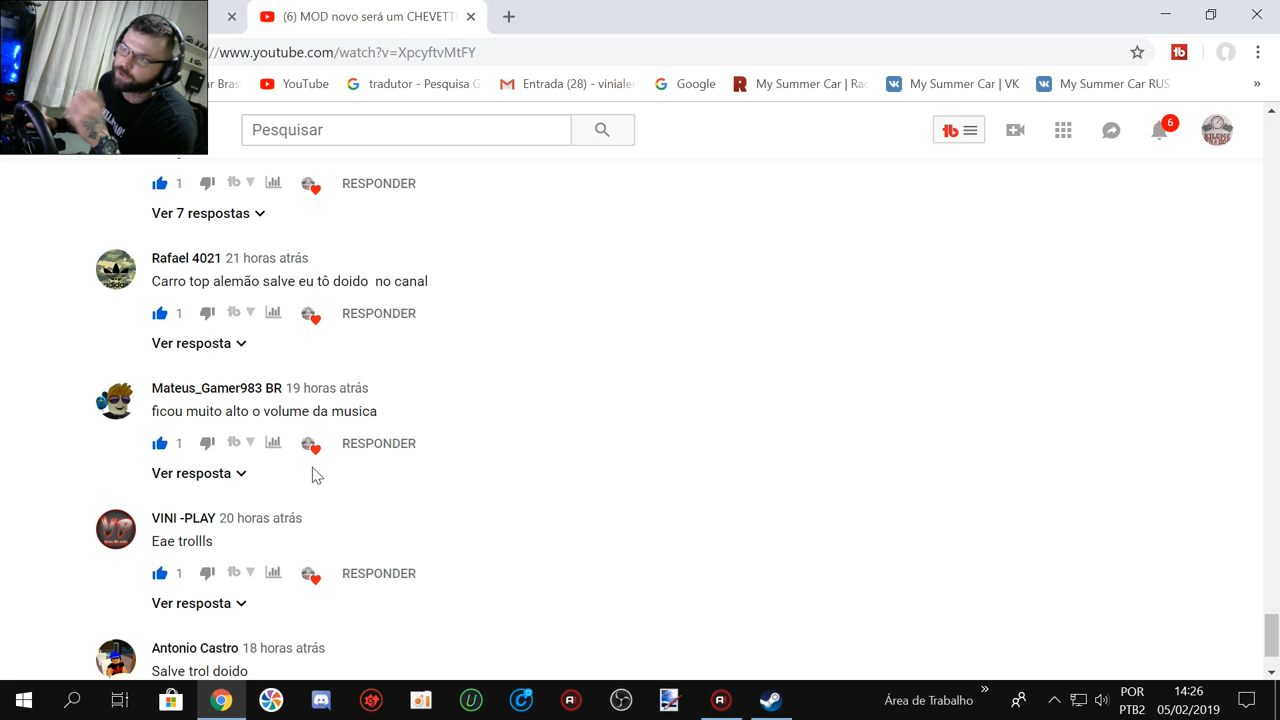 (6) MOD novo será um CHEVETT
//www.youtube.com/watch?v=XpcyftvMtFY
ar Bras
YouTube
tradutor - Pesquisa G
Entrada (28) - vinialer
Google
My Summer Car | Rac
My Summer Car | VK
My Summer Car RUS
»
Pesquisar
6
1
RESPONDER
Ver 7 respostas
Rafael 4021 21 horas atrás
Carro top alemão salve eu tô doido no canal
1
RESPONDER
Ver resposta
Mateus_Gamer983 BR 19 horas atrás
ficou muito alto o volume da musica
1
RESPONDER
Ver resposta
VINI -PLAY 20 horas atrás
Eae trollls
1
RESPONDER
Ver resposta
Antonio Castro 18 horas atrás
Salve trol doido
Área de Trabalho
»
POR
PTB2
14:26
05/02/2019